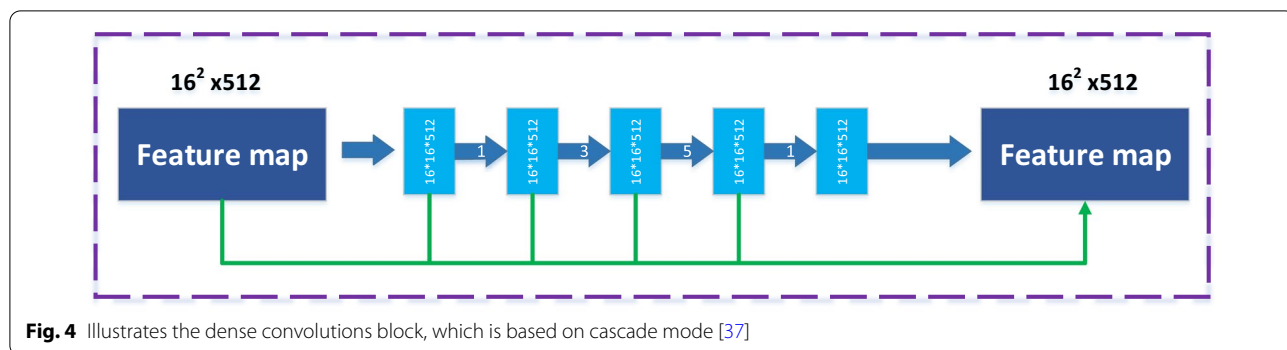 16² x512
16² x512
Feature map
16*16*512
1
16*16*512
3
16*16*512
5
16*16*512
1
16*16*512
Feature map
Fig. 4 Illustrates the dense convolutions block, which is based on cascade mode [37]